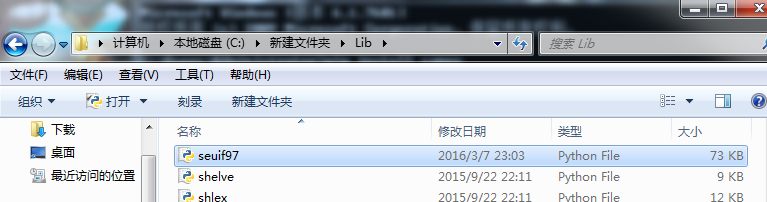 计算机 本地磁盘 (C:) 新建文件夹 Lib 搜索 Lib
文件(F) 编辑(E) 查看(V) 工具(T) 帮助(H)
组织 打开 刻录 新建文件夹
下载 名称 修改日期 类型 大小
桌面 seuif97 2016/3/7 23:03 Python File 73 KB
最近访问的位置 shelve 2015/9/22 22:11 Python File 9 KB
shlex 2015/9/22 22:11 Python File 12 KB